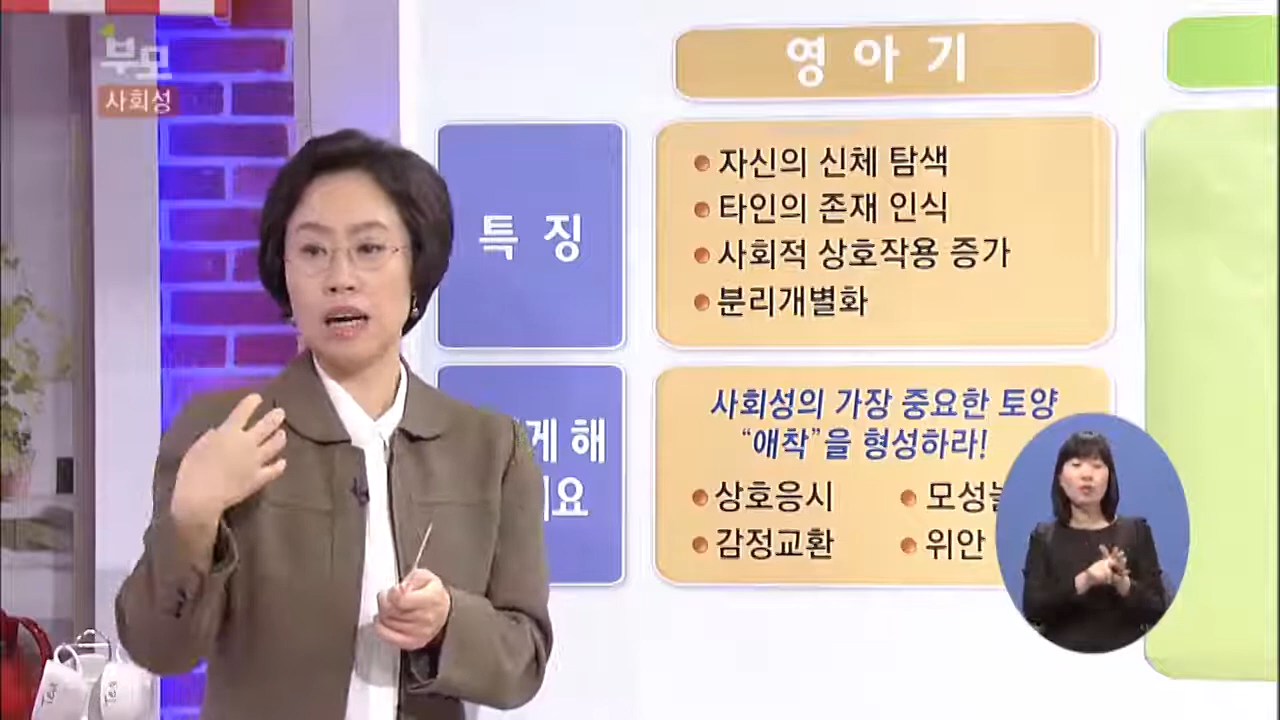 부모
사회성
영아기
특징
• 자신의 신체 탐색
• 타인의 존재 인식
• 사회적 상호작용 증가
• 분리개별화
게 해
요
사회성의 가장 중요한 토양
“애착”을 형성하라!
• 상호응시
• 모성
• 감정교환
• 위안
Tea
Tea